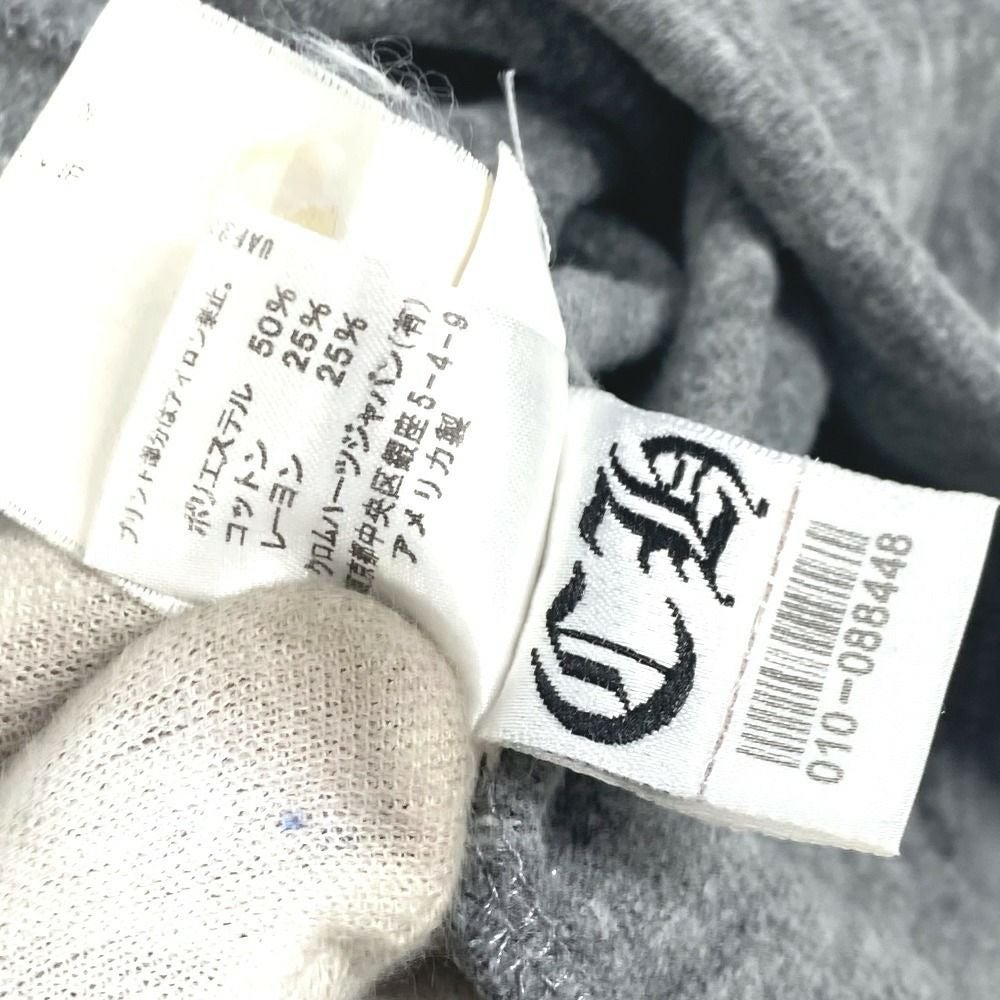 プリント部分はアイロン禁止。
ポリエステル 50%
コットン 25%
レーヨン 25%
クロムハーツジャパン(有)
東京都中央区銀座5-4-9
アメリカ製
CH
010-088448